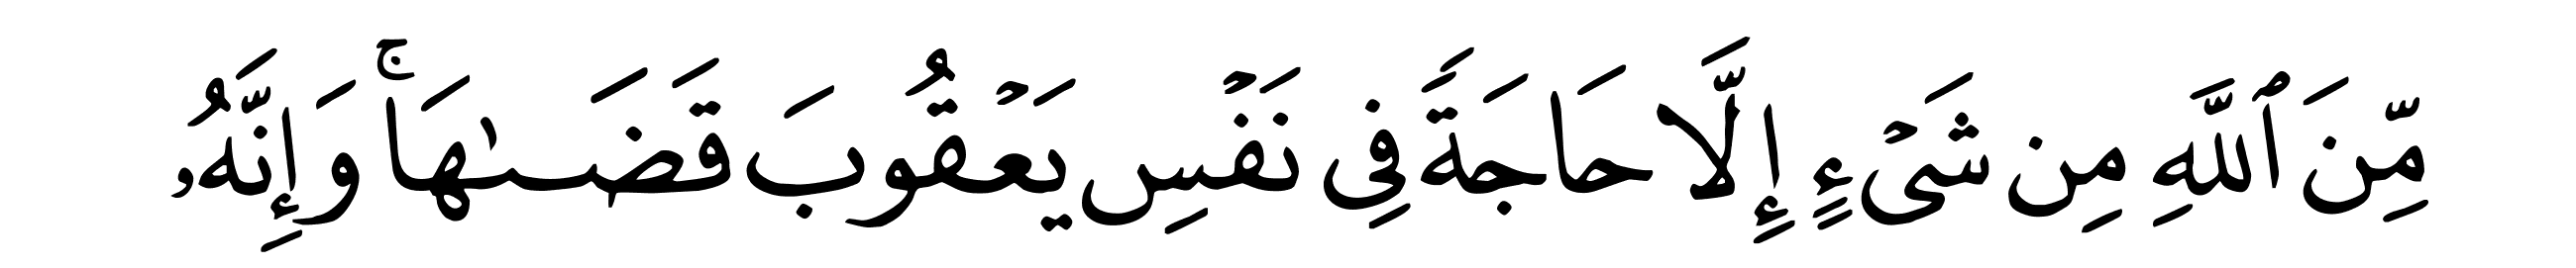 مِّنَ ٱللَّهِ مِن شَىْءٍ إِلَّا حَاجَةً فِى نَفْسِ يَعْقُوبَ قَضَىٰهَا ۚ وَإِنَّهُۥ